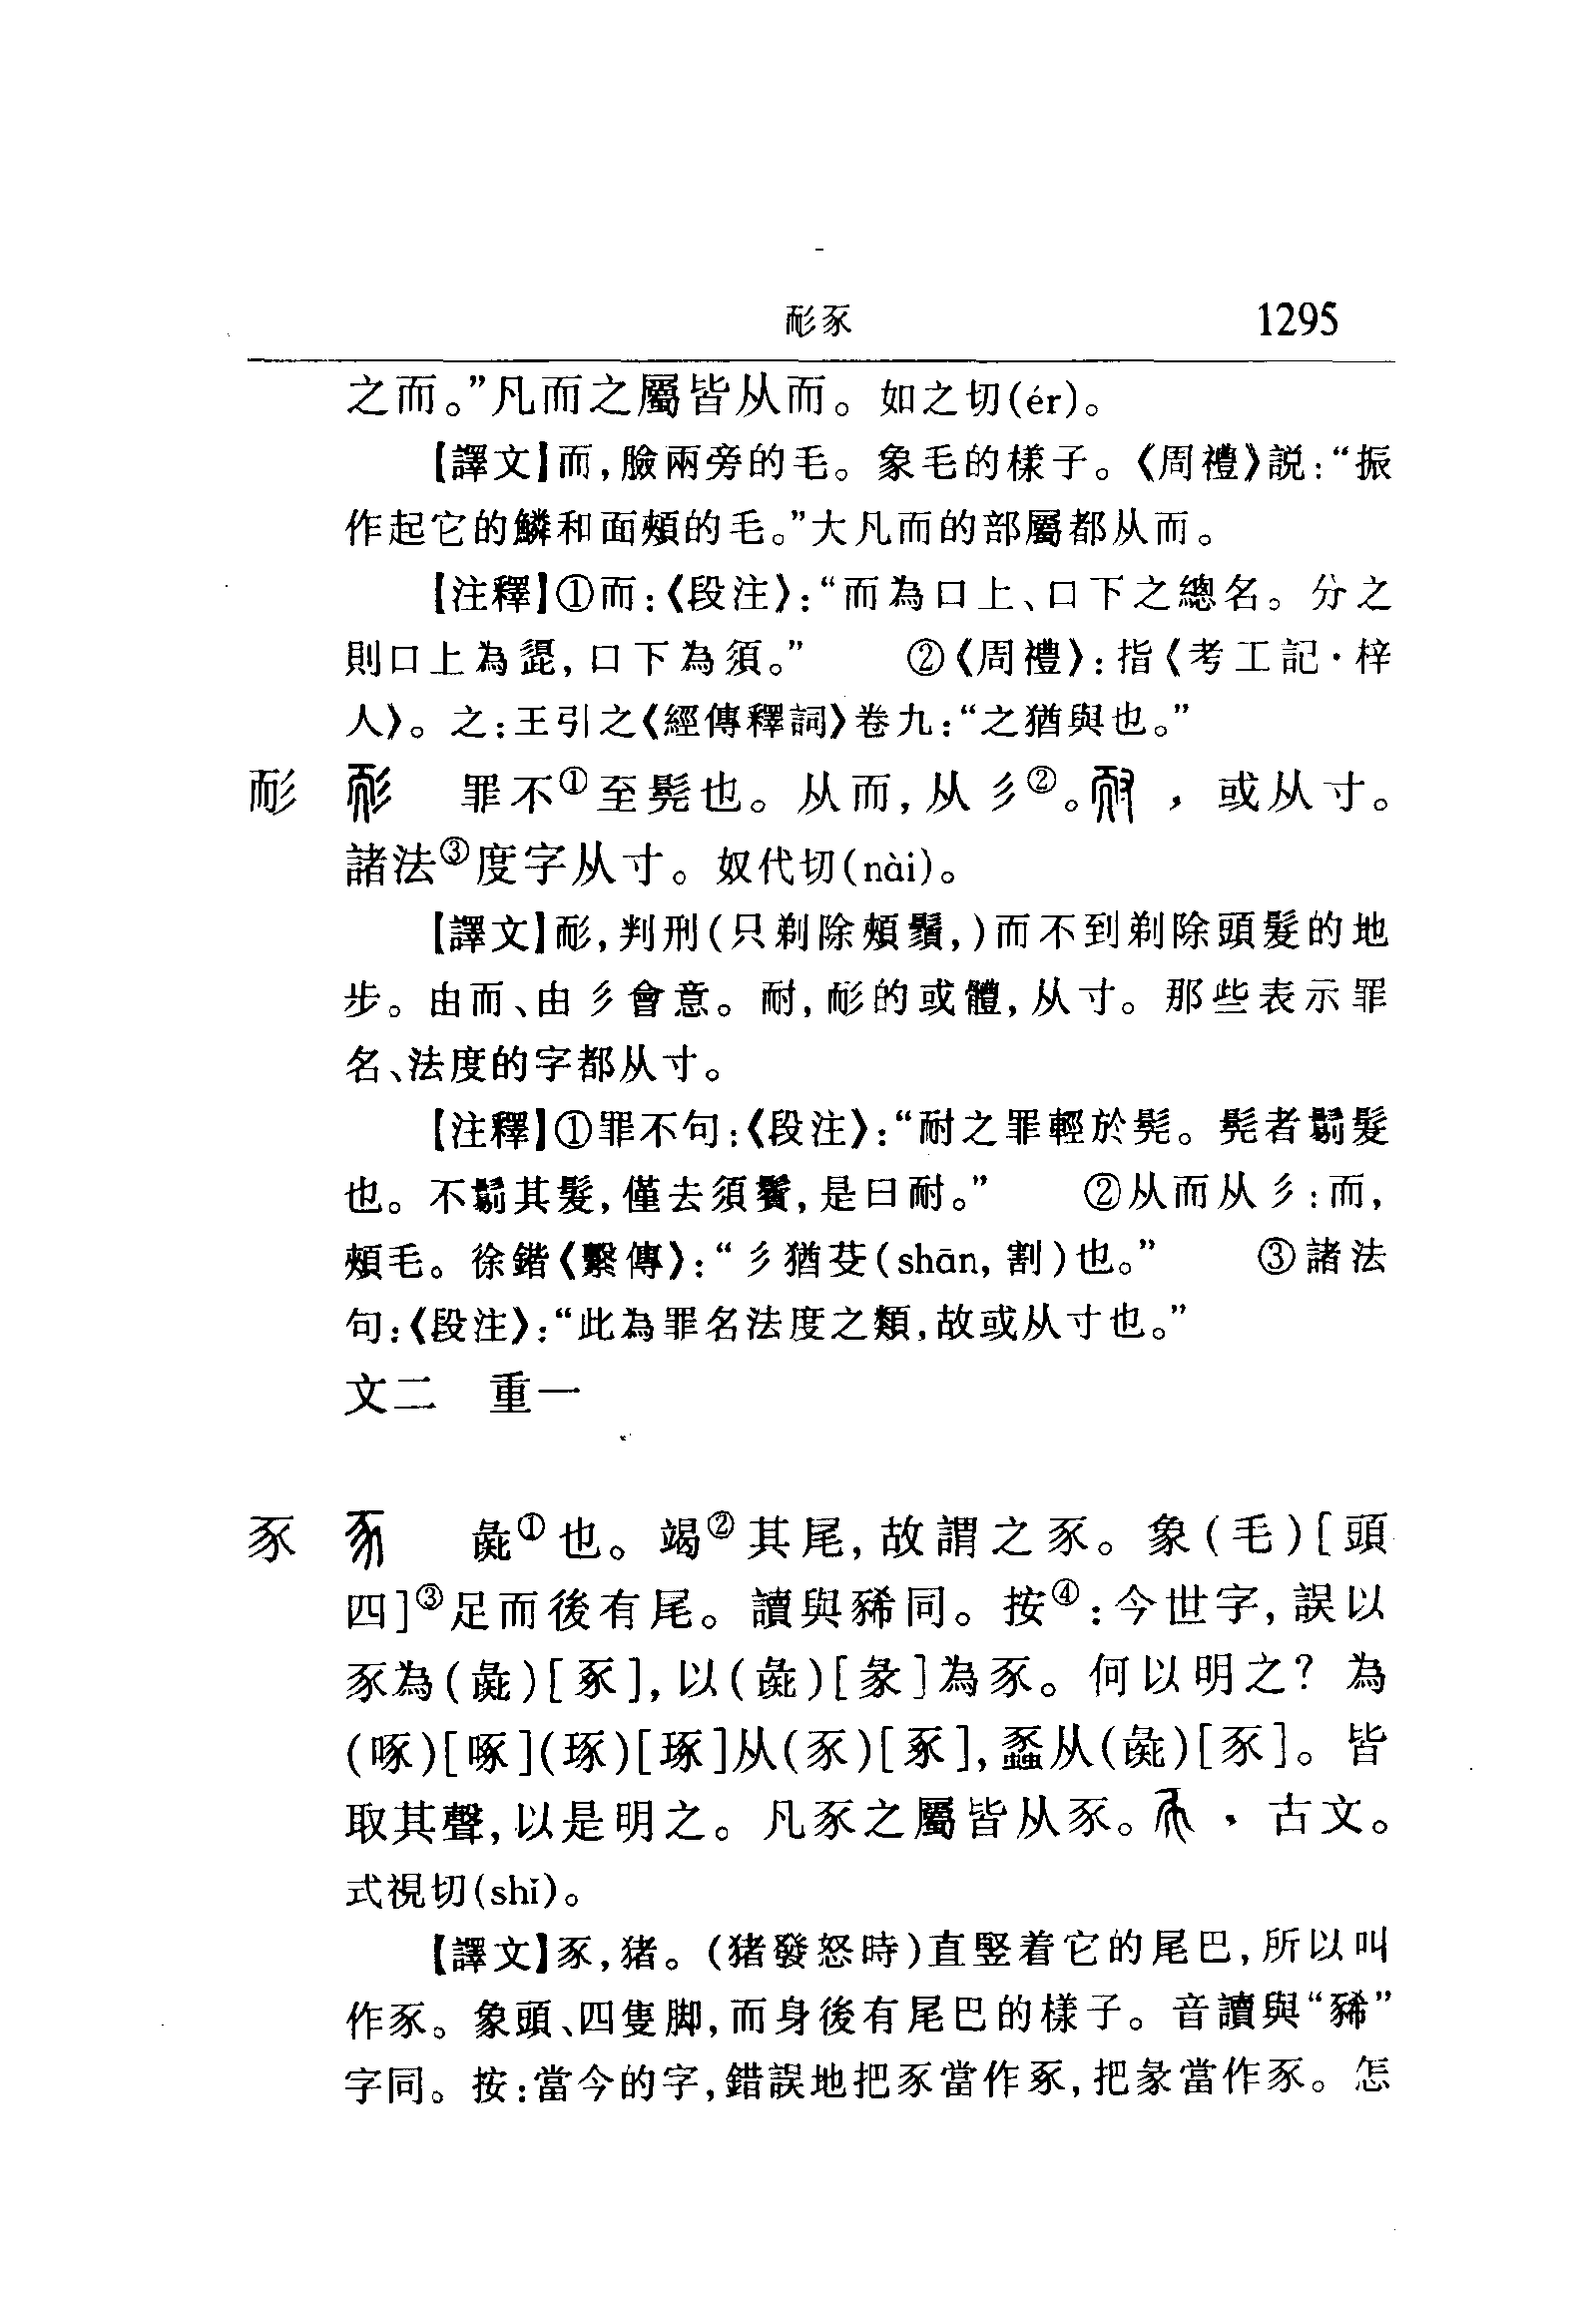 耏豕 1295
之而。”凡而之屬皆从而。如之切(ér)。
【譯文】而,臉兩旁的毛。象毛的樣子。《周禮》説:“振
作起它的鱗和面頰的毛。”大凡而的部屬都从而。
【注釋】①而:《段注》:“而為口上、口下之總名。分之
則口上為髭,口下為須。” ②《周禮》:指《考工記·梓
人》。之:王引之《經傳釋詞》卷九:“之猶與也。”
耏 罪不①至髡也。从而,从彡②。,或从寸。
諸法③度字从寸。奴代切(nài)。
【譯文】耏,判刑(只剃除頰鬚,)而不到剃除頭髮的地
步。由而、由彡會意。耐,耏的或體,从寸。那些表示罪
名、法度的字都从寸。
【注釋】①罪不句:《段注》:“耐之罪輕於髡。髡者鬄髮
也。不鬄其髮,僅去須鬢,是曰耐。” ②从而从彡:而,
頰毛。徐鍇《繫傳》:“彡猶芟(shān,割)也。” ③諸法
句:《段注》:“此為罪名法度之類,故或从寸也。”
文二 重一
豕 彘①也。竭②其尾,故謂之豕。象(毛)[頭
四]③足而後有尾。讀與豨同。按④:今世字,誤以
豕為(彘)[豖],以(彘)[彖]為豕。何以明之?為
(啄)[啄](琢)[琢]从(豕)[豖],蠡从(彘)[豕]。皆
取其聲,以是明之。凡豕之屬皆从豕。,古文。
式視切(shǐ)。
【譯文】豕,猪。(猪發怒時)直竪着它的尾巴,所以叫
作豕。象頭、四隻脚,而身後有尾巴的樣子。音讀與“豨”
字同。按:當今的字,錯誤地把豕當作豖,把彖當作豕。怎